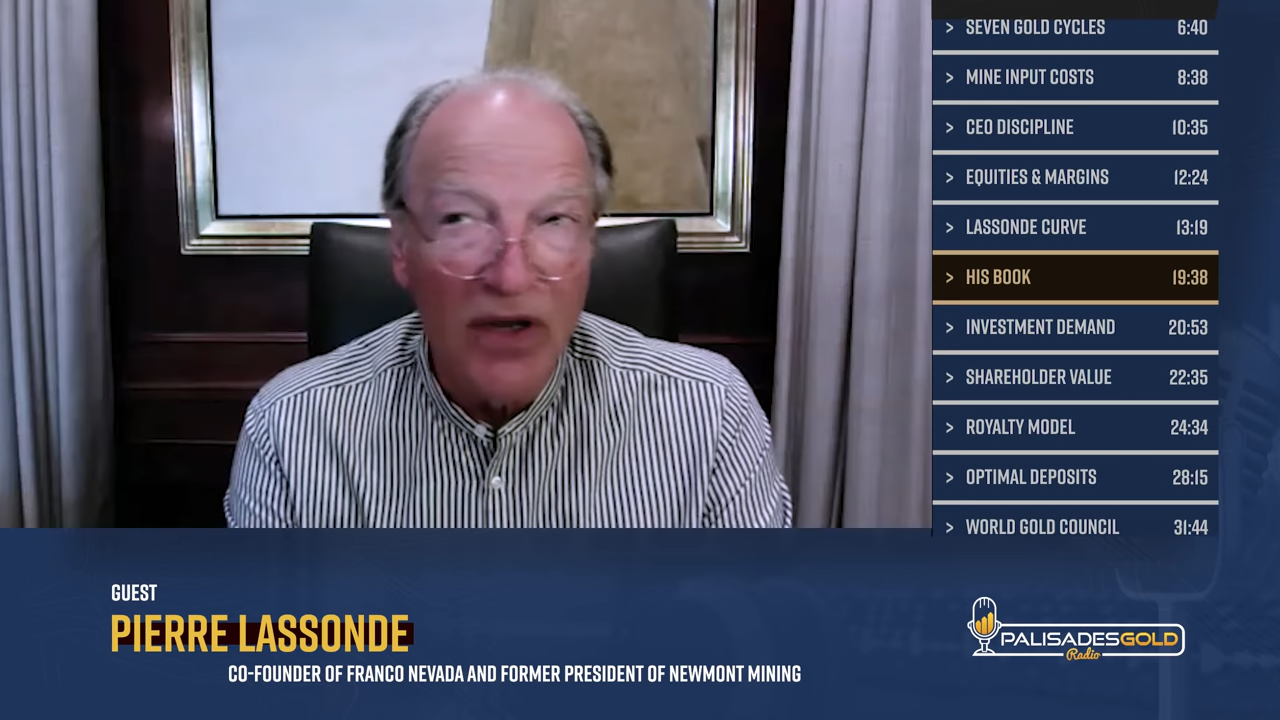 > SEVEN GOLD CYCLES 6:40
> MINE INPUT COSTS 8:38
> CEO DISCIPLINE 10:35
> EQUITIES & MARGINS 12:24
> LASSONDE CURVE 13:19
> HIS BOOK 19:38
> INVESTMENT DEMAND 20:53
> SHAREHOLDER VALUE 22:35
> ROYALTY MODEL 24:34
> OPTIMAL DEPOSITS 28:15
> WORLD GOLD COUNCIL 31:44
GUEST
PIERRE LASSONDE
CO-FOUNDER OF FRANCO NEVADA AND FORMER PRESIDENT OF NEWMONT MINING
PALISADESGOLD
Radio